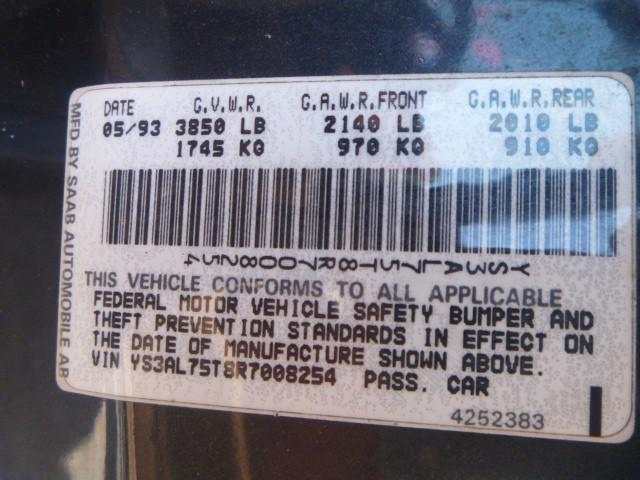 MFD BY SAAB AUTOMOBILE AB
DATE G.V.W.R. G.A.W.R.FRONT G.A.W.R.REAR
05/93 3850 LB 2140 LB 2010 LB
1745 KG 970 KG 910 KG
YS3AL75T8R7008254
THIS VEHICLE CONFORMS TO ALL APPLICABLE
FEDERAL MOTOR VEHICLE SAFETY BUMPER AND
THEFT PREVENTION STANDARDS IN EFFECT ON
THE DATE OF MANUFACTURE SHOWN ABOVE.
VIN YS3AL75T8R7008254 PASS. CAR
4252383